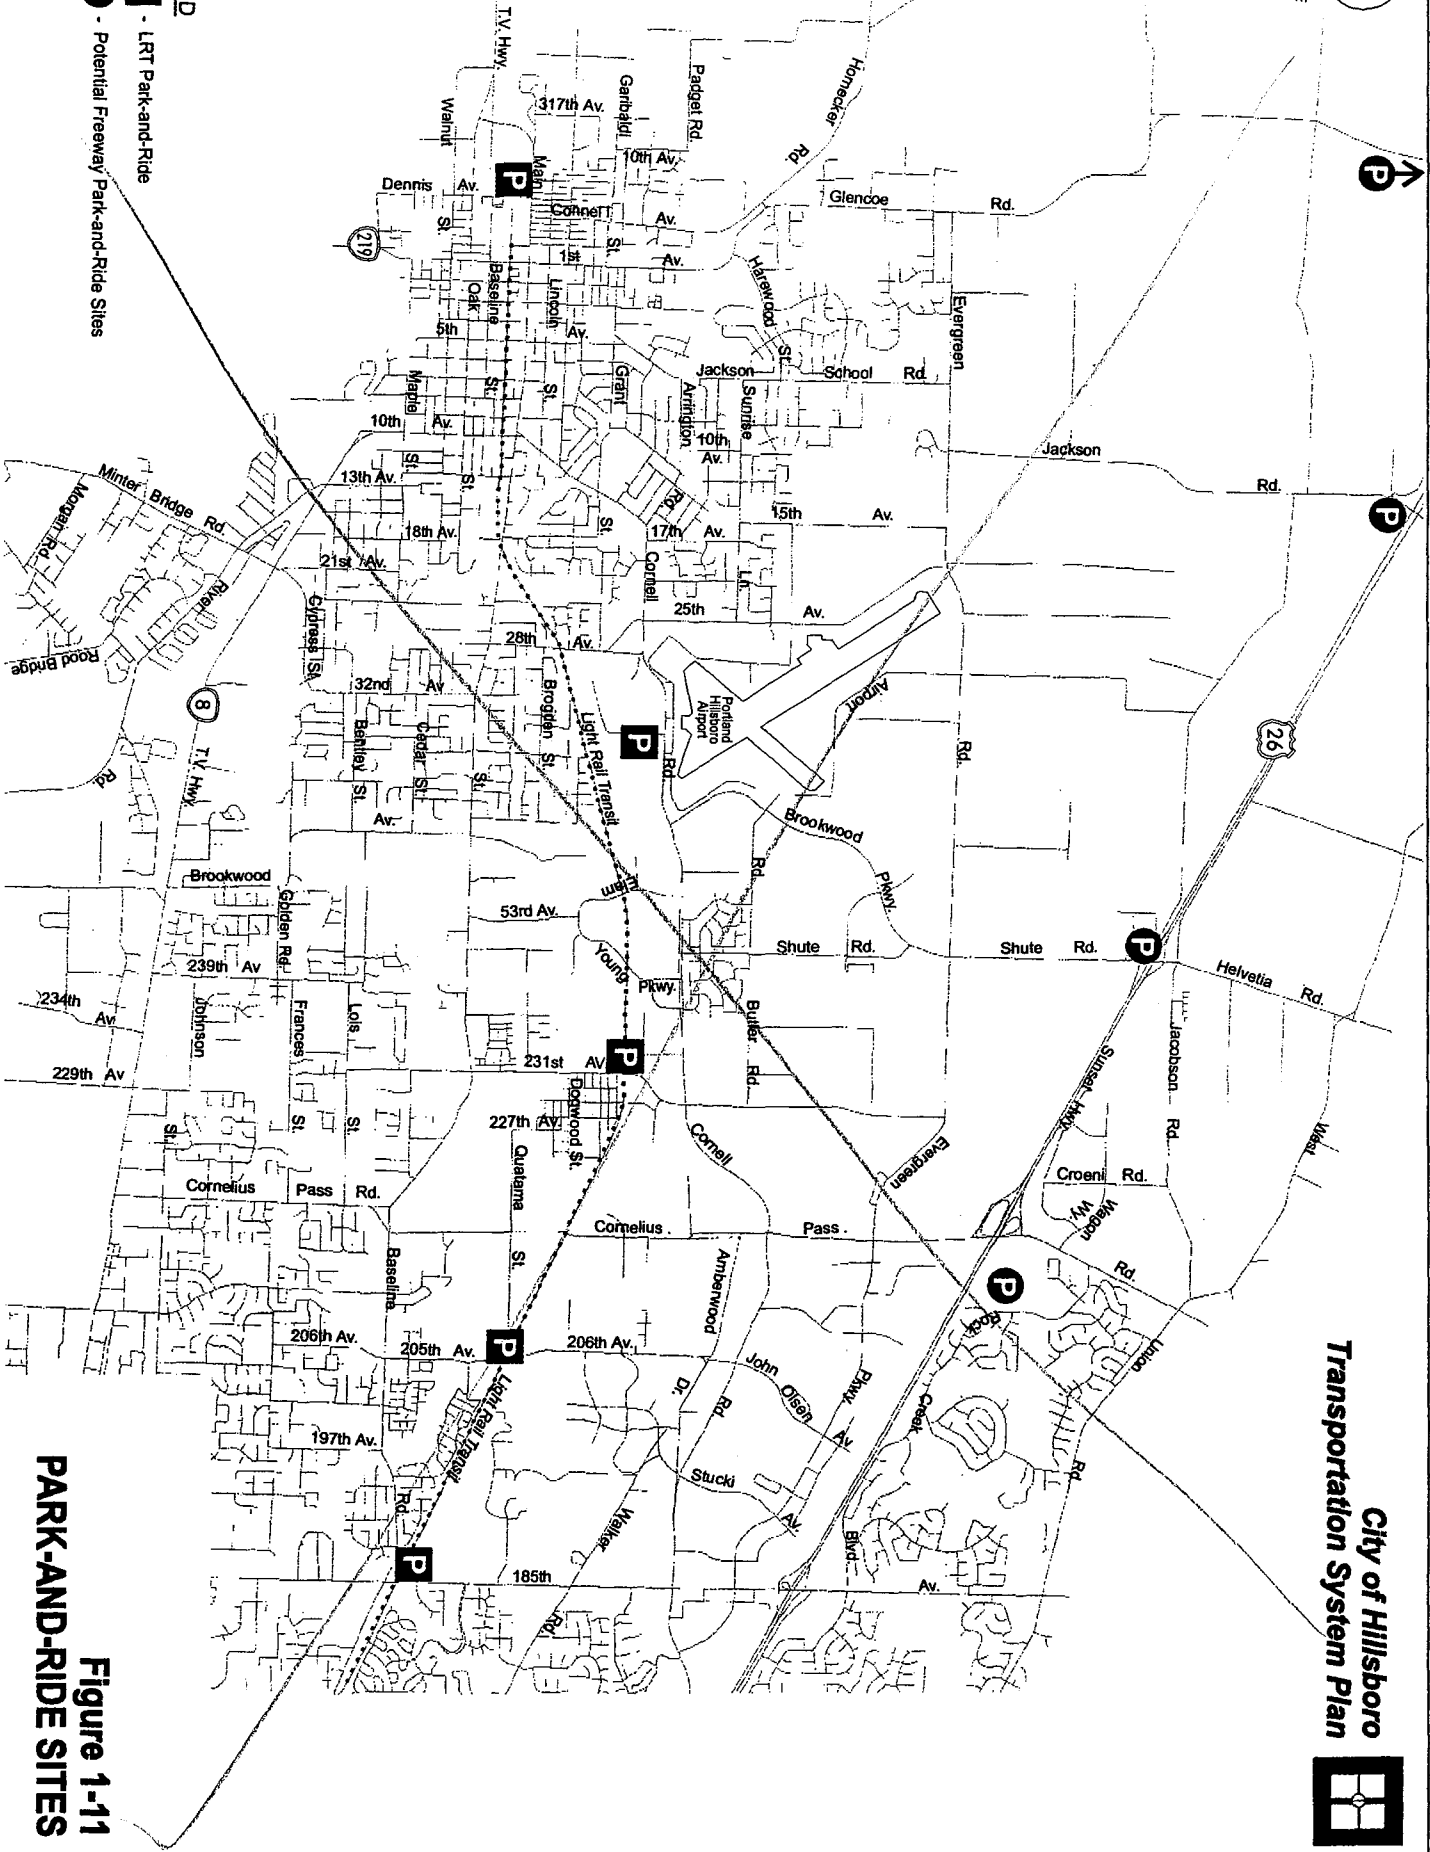 City of Hillsboro
Transportation System Plan
Figure 1-11
PARK-AND-RIDE SITES
D
- LRT Park-and-Ride
- Potential Freeway Park-and-Ride Sites
T.V. Hwy.
Walnut
St.
317th Av.
Garibaldi
St.
Padget Rd.
Hornecker
Rd.
10th Av.
Main
Dennis Av.
P
Connell Av.
219
1st Av.
Glencoe Rd.
P
Harewood
St.
Evergreen
Rd.
Baseline
St.
Oak
St.
Lincoln
St.
5th Av.
Maple
St.
Grant
St.
Jackson School Rd.
Arrington
Rd.
Sunrise
Ln.
10th Av.
10th
Av.
Jackson Rd.
P
13th Av.
15th Av.
17th Av.
18th Av.
Minter Bridge Rd.
Morgan Rd.
21st Av.
River
Rd.
Rood Bridge
Cypress
Cornell
Rd.
25th Av.
28th Av.
32nd Av
Brogden
St.
Bentley
St.
Cedar
St.
Av.
8
T.V. Hwy.
Light Rail Transit
P
Portland
Hillsboro
Airport
Airport
Rd.
26
Brookwood
Pkwy.
Brookwood
Golden Rd.
53rd Av.
Elam
Young
Pkwy.
Shute Rd.
Shute Rd.
P
Helvetia Rd.
239th Av
234th
Av
Johnson
St.
Frances
St.
Lois
St.
229th Av
231st AV
P
Butler
Rd.
Jacobson
Rd.
Sunset Hwy.
227th Av
Dogwood St.
Quatama
St.
Cornell
Rd.
Evergreen
Pkwy.
West
Union
Rd.
Croeni Rd.
Wagon
Wy.
Cornelius Pass Rd.
Cornelius Pass
Rd.
Baseline
Rd
Amberwood
Dr.
P
Rock
Creek
Blvd
206th Av.
205th Av.
P
206th Av.
John
Olsen
Av
Light Rail Transit
197th Av.
Stucki
Av.
Walker
Rd.
P
185th Av.